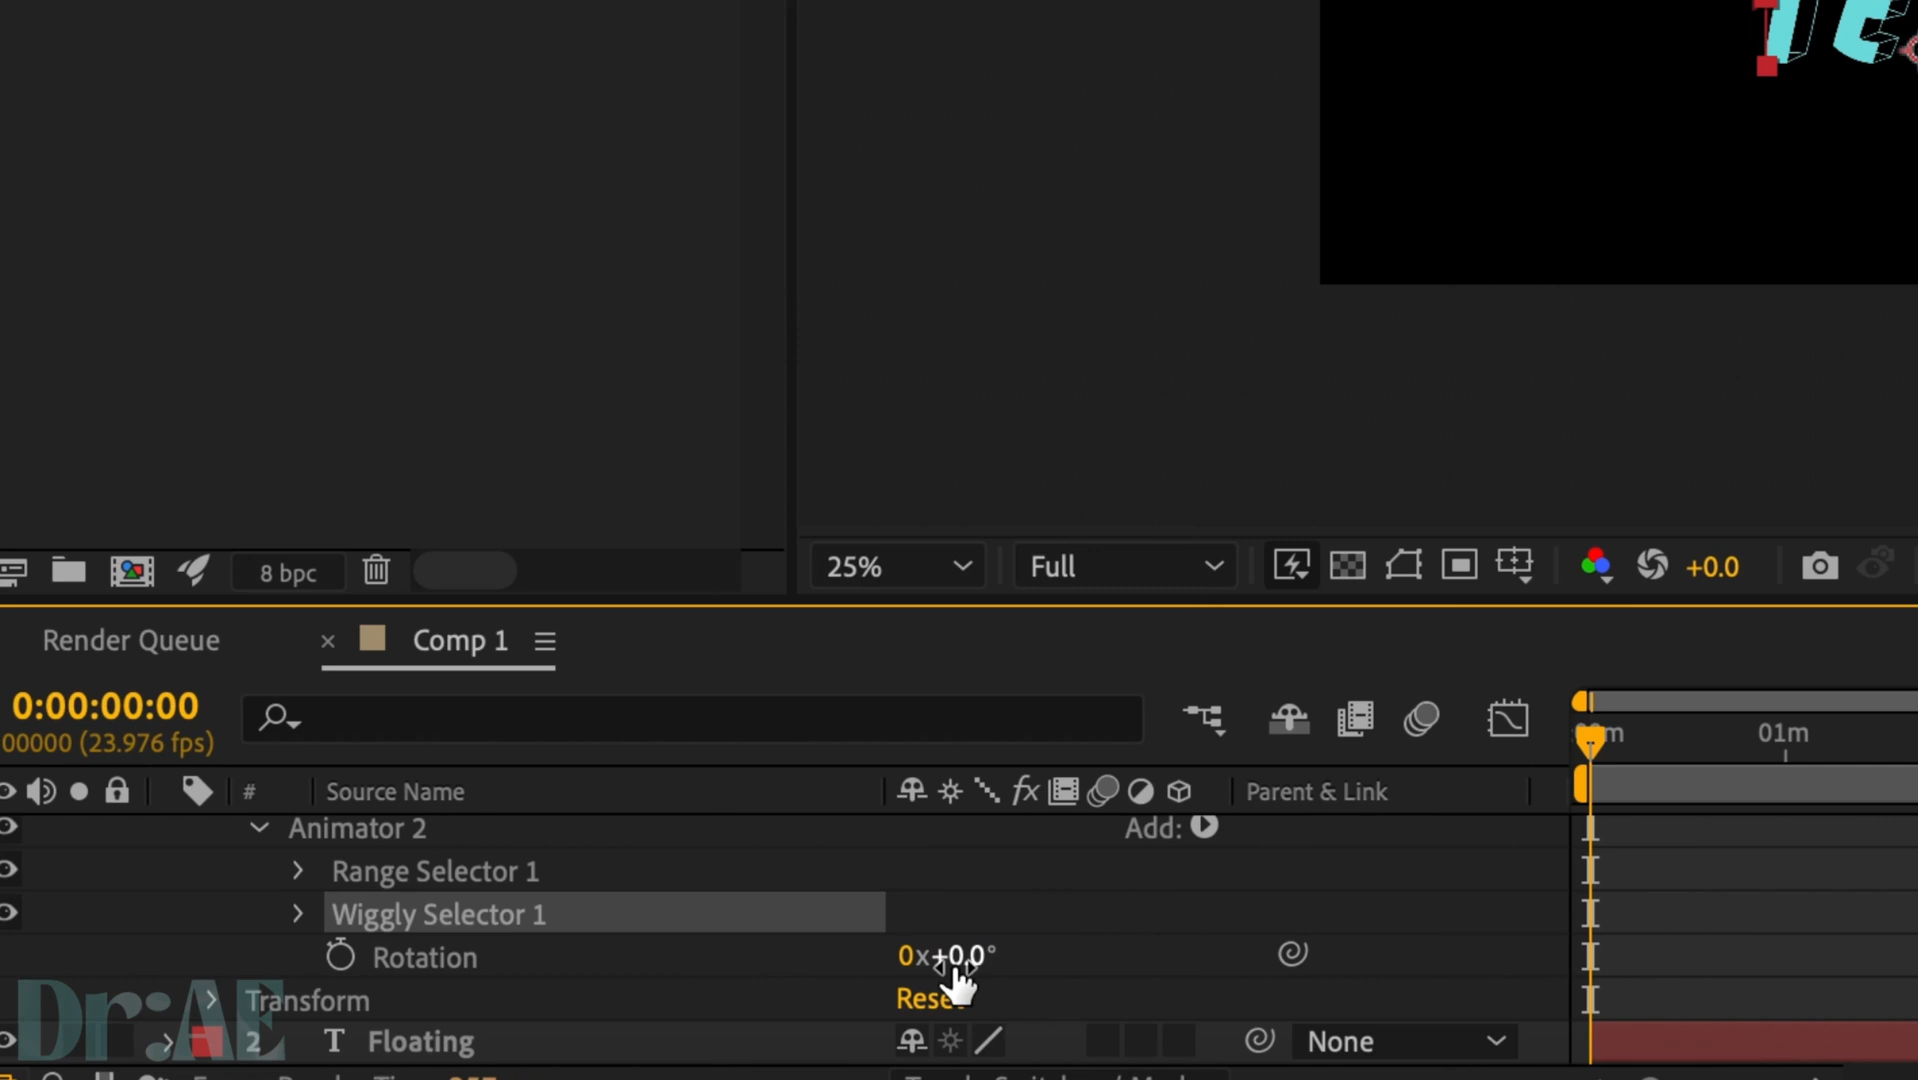 8 bpc
25%
Full
+0.0
Render Queue
× Comp 1
0:00:00:00
00000 (23.976 fps)
01m
# Source Name
fx
Parent & Link
Animator 2
Add:
Range Selector 1
Wiggly Selector 1
Rotation
0x+0.0°
Transform
Reset
2 T Floating
None
Dr:AE